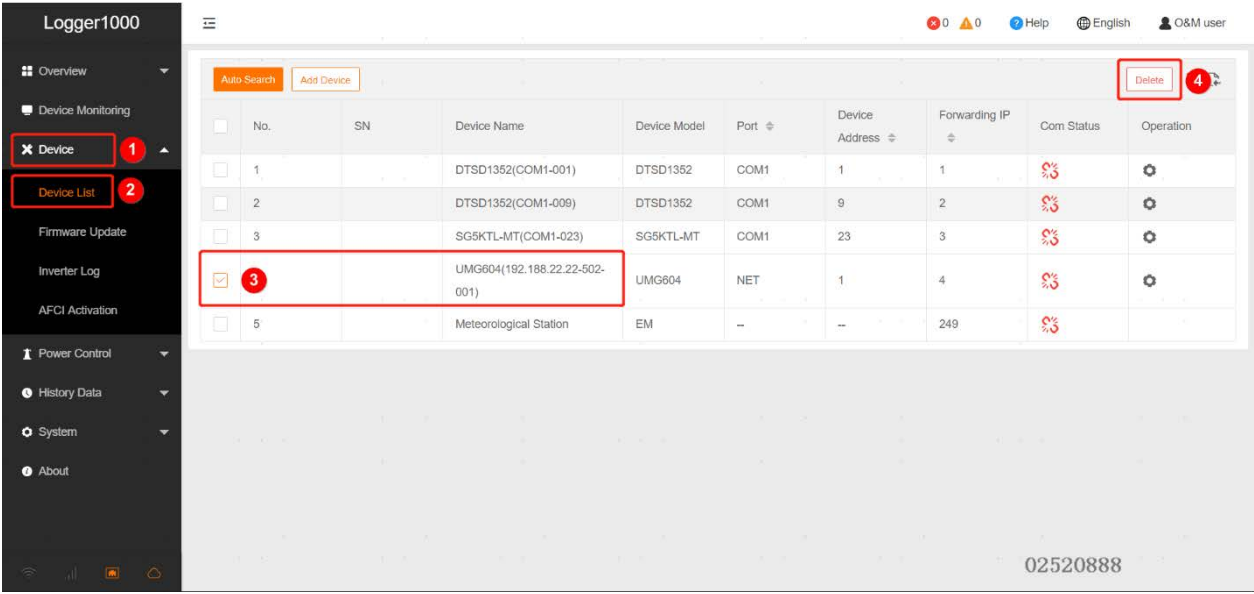 Logger1000
0 0 Help English O&M user
Overview
Device Monitoring
Device 1
Device List 2
Firmware Update
Inverter Log
AFCI Activation
Power Control
History Data
System
About
Auto Search Add Device Delete 4
No. SN Device Name Device Model Port Device Address Forwarding IP Com Status Operation
1 DTSD1352(COM1-001) DTSD1352 COM1 1 1
2 DTSD1352(COM1-009) DTSD1352 COM1 9 2
3 SG5KTL-MT(COM1-023) SG5KTL-MT COM1 23 3
3 UMG604(192.188.22.22-502-001) UMG604 NET 1 4
5 Meteorological Station EM -- -- 249
02520888